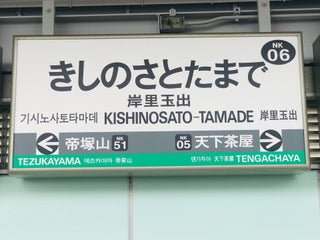 NK
06
きしのさとたまで
岸里玉出
기시노사토타마데 KISHINOSATO-TAMADE 岸里玉出
帝塚山 NK 51 NK 05 天下茶屋
TEZUKAYAMA 데즈카야마 帝冢山 덴가차야 天下茶屋 TENGACHAYA